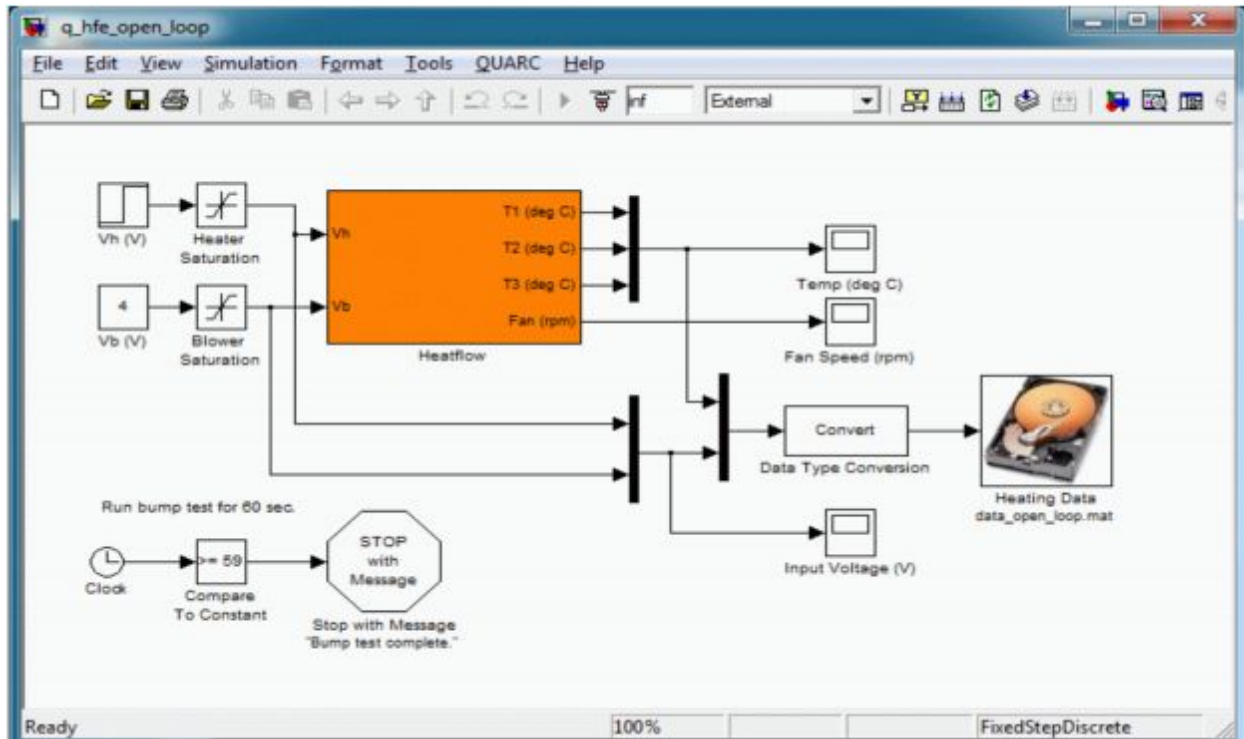 q_hfe_open_loop
File Edit View Simulation Format Tools QUARC Help
inf External
Vh (V)
Heater
Saturation
4
Vb (V)
Blower
Saturation
Vh
Vb
T1 (deg C)
T2 (deg C)
T3 (deg C)
Fan (rpm)
Heatflow
Temp (deg C)
Fan Speed (rpm)
Convert
Data Type Conversion
Heating Data
data_open_loop.mat
Input Voltage (V)
Run bump test for 60 sec.
Clock
>= 59
Compare
To Constant
STOP
with
Message
Stop with Message
"Bump test complete."
Ready 100% FixedStepDiscrete